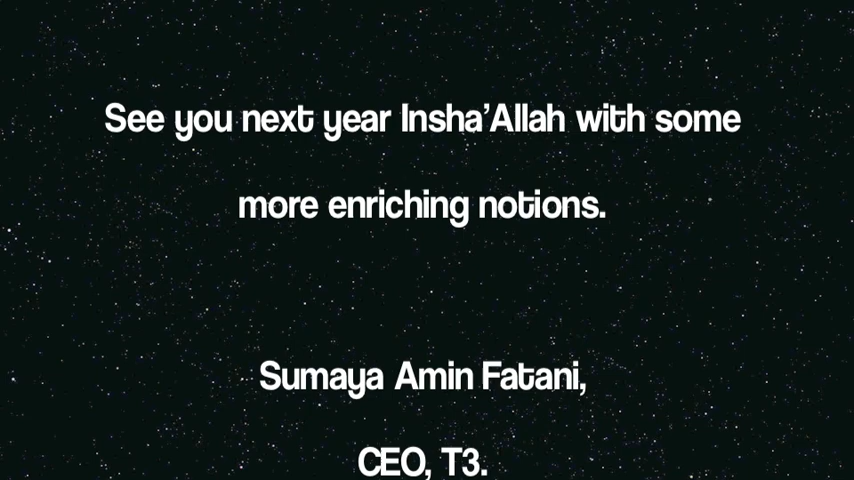 See you next year Insha’Allah with some
more enriching notions.
Sumaya Amin Fatani,
CEO, T3.